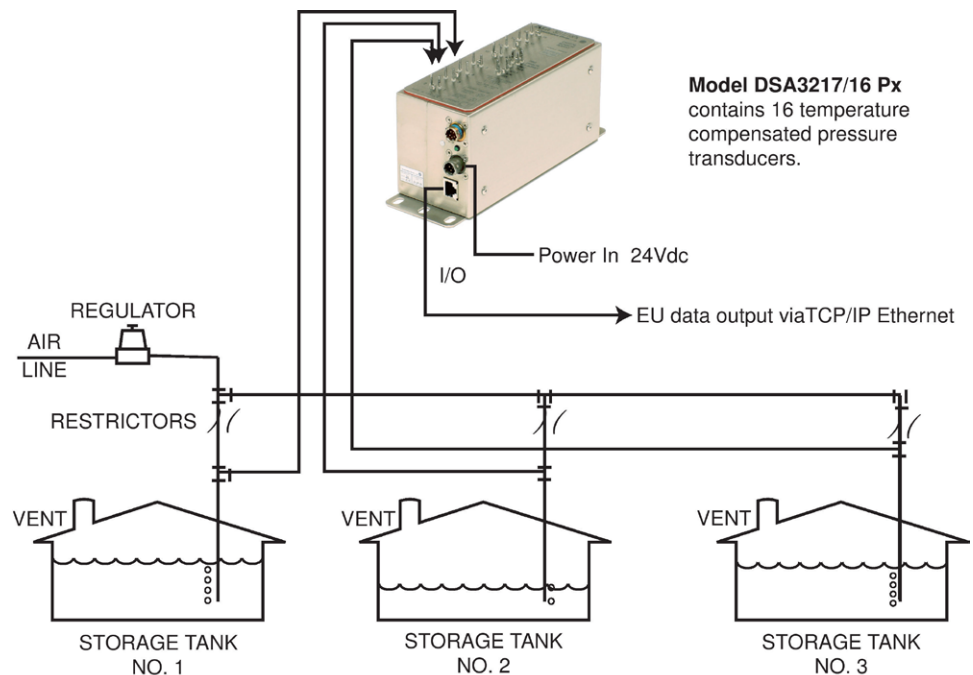 Model DSA3217/16 Px
contains 16 temperature
compensated pressure
transducers.
Power In 24Vdc
I/O
EU data output viaTCP/IP Ethernet
REGULATOR
AIR
LINE
RESTRICTORS
VENT
VENT
VENT
STORAGE TANK
NO. 1
STORAGE TANK
NO. 2
STORAGE TANK
NO. 3